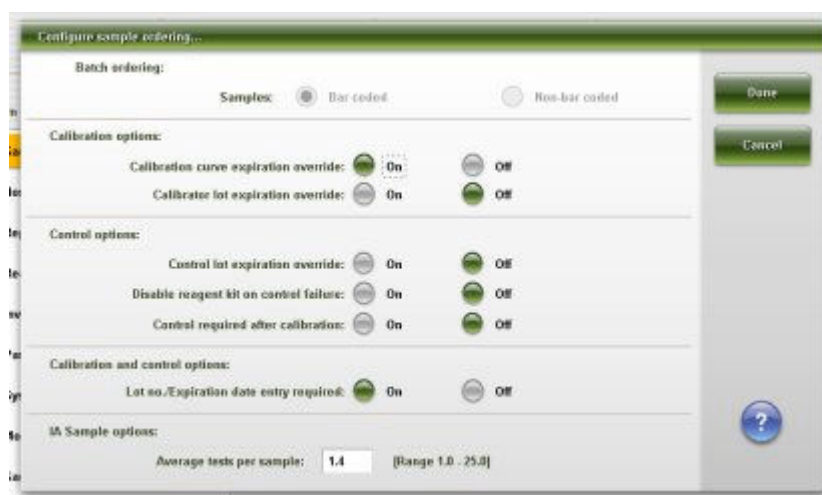 Configure sample ordering...
Batch ordering:
Samples: Bar coded Non-bar coded
Done
Calibration options:
Cancel
Calibration curve expiration override: On Off
Calibrator lot expiration override: On Off
Control options:
Control lot expiration override: On Off
Disable reagent kit on control failure: On Off
Control required after calibration: On Off
Calibration and control options:
Lot no./Expiration date entry required: On Off
?
IA Sample options:
Average tests per sample: 1.4 [Range 1.0 - 25.0]